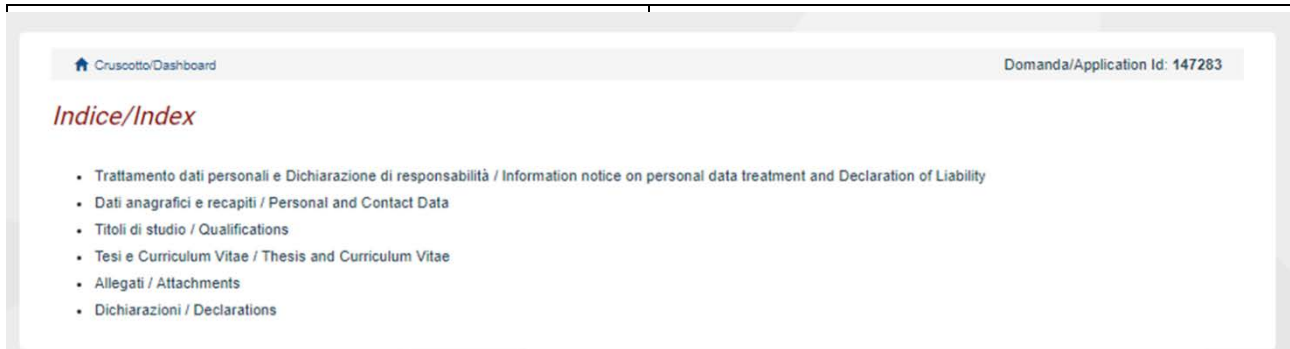 Cruscotto/Dashboard Domanda/Application Id: 147283
Indice/Index
• Trattamento dati personali e Dichiarazione di responsabilità / Information notice on personal data treatment and Declaration of Liability
• Dati anagrafici e recapiti / Personal and Contact Data
• Titoli di studio / Qualifications
• Tesi e Curriculum Vitae / Thesis and Curriculum Vitae
• Allegati / Attachments
• Dichiarazioni / Declarations